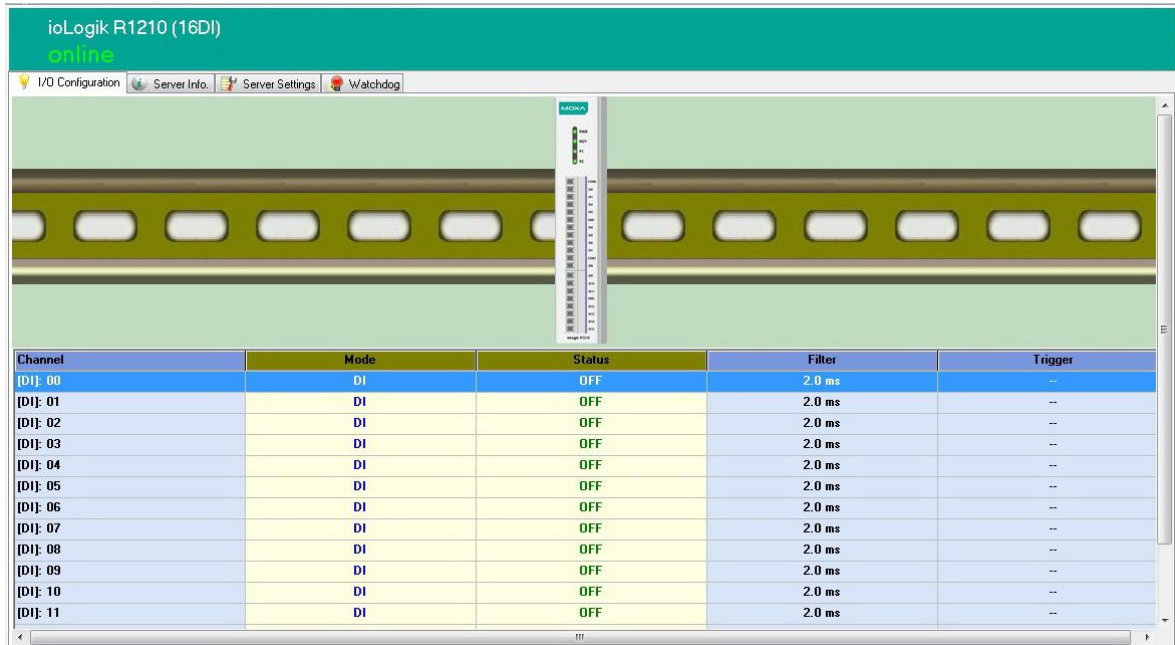 ioLogik R1210 (16DI)
online
I/O Configuration Server Info. Server Settings Watchdog
MOXA
PWR
RDY
P1
P2
Channel Mode Status Filter Trigger
[DI]: 00 DI OFF 2.0 ms --
[DI]: 01 DI OFF 2.0 ms --
[DI]: 02 DI OFF 2.0 ms --
[DI]: 03 DI OFF 2.0 ms --
[DI]: 04 DI OFF 2.0 ms --
[DI]: 05 DI OFF 2.0 ms --
[DI]: 06 DI OFF 2.0 ms --
[DI]: 07 DI OFF 2.0 ms --
[DI]: 08 DI OFF 2.0 ms --
[DI]: 09 DI OFF 2.0 ms --
[DI]: 10 DI OFF 2.0 ms --
[DI]: 11 DI OFF 2.0 ms --